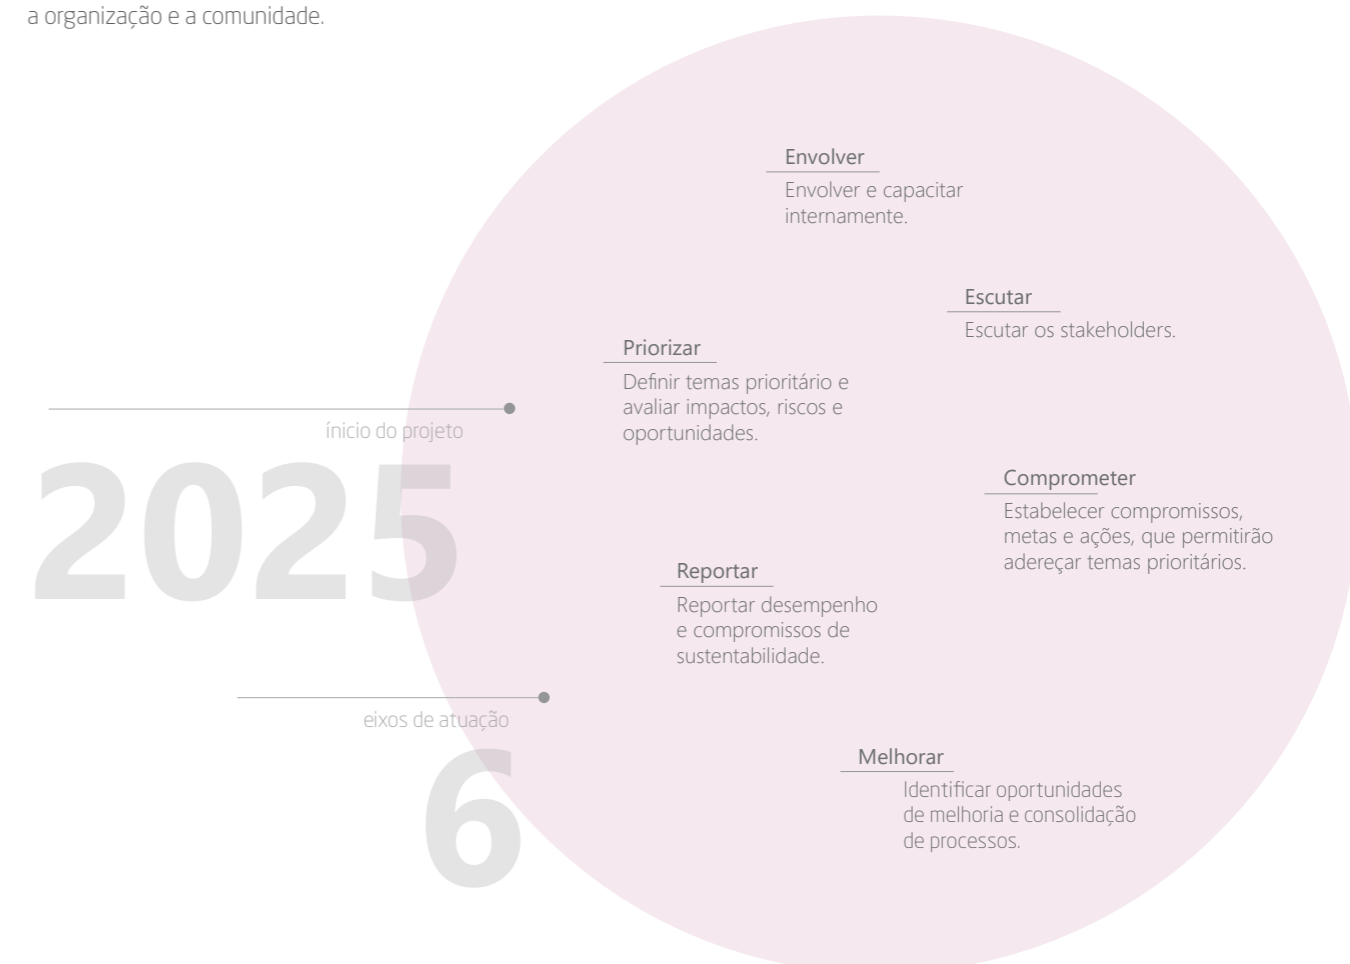 a organização e a comunidade.
Envolver
Envolver e capacitar
internamente.
Escutar
Escutar os stakeholders.
Priorizar
Definir temas prioritário e
avaliar impactos, riscos e
oportunidades.
ínicio do projeto
2025
Comprometer
Estabelecer compromissos,
metas e ações, que permitirão
adereçar temas prioritários.
Reportar
Reportar desempenho
e compromissos de
sustentabilidade.
eixos de atuação
6
Melhorar
Identificar oportunidades
de melhoria e consolidação
de processos.